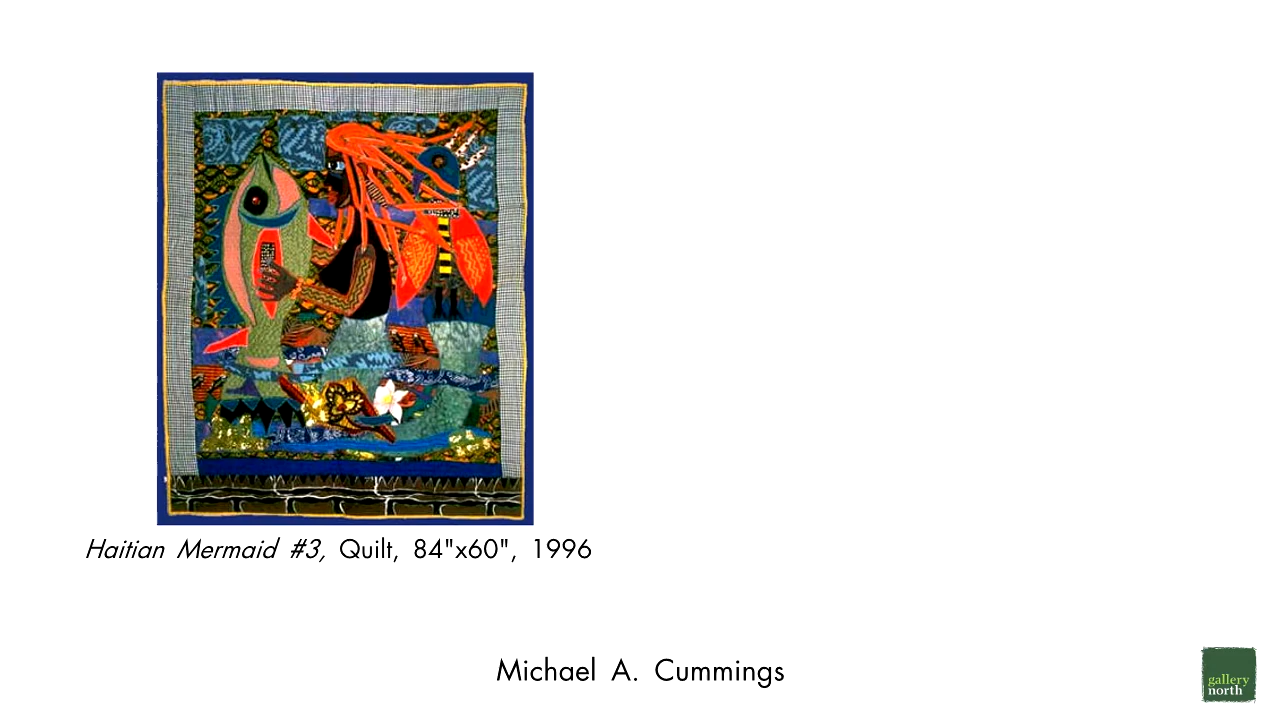 Haitian Mermaid #3, Quilt, 84"x60", 1996
Michael A. Cummings
gallery
north